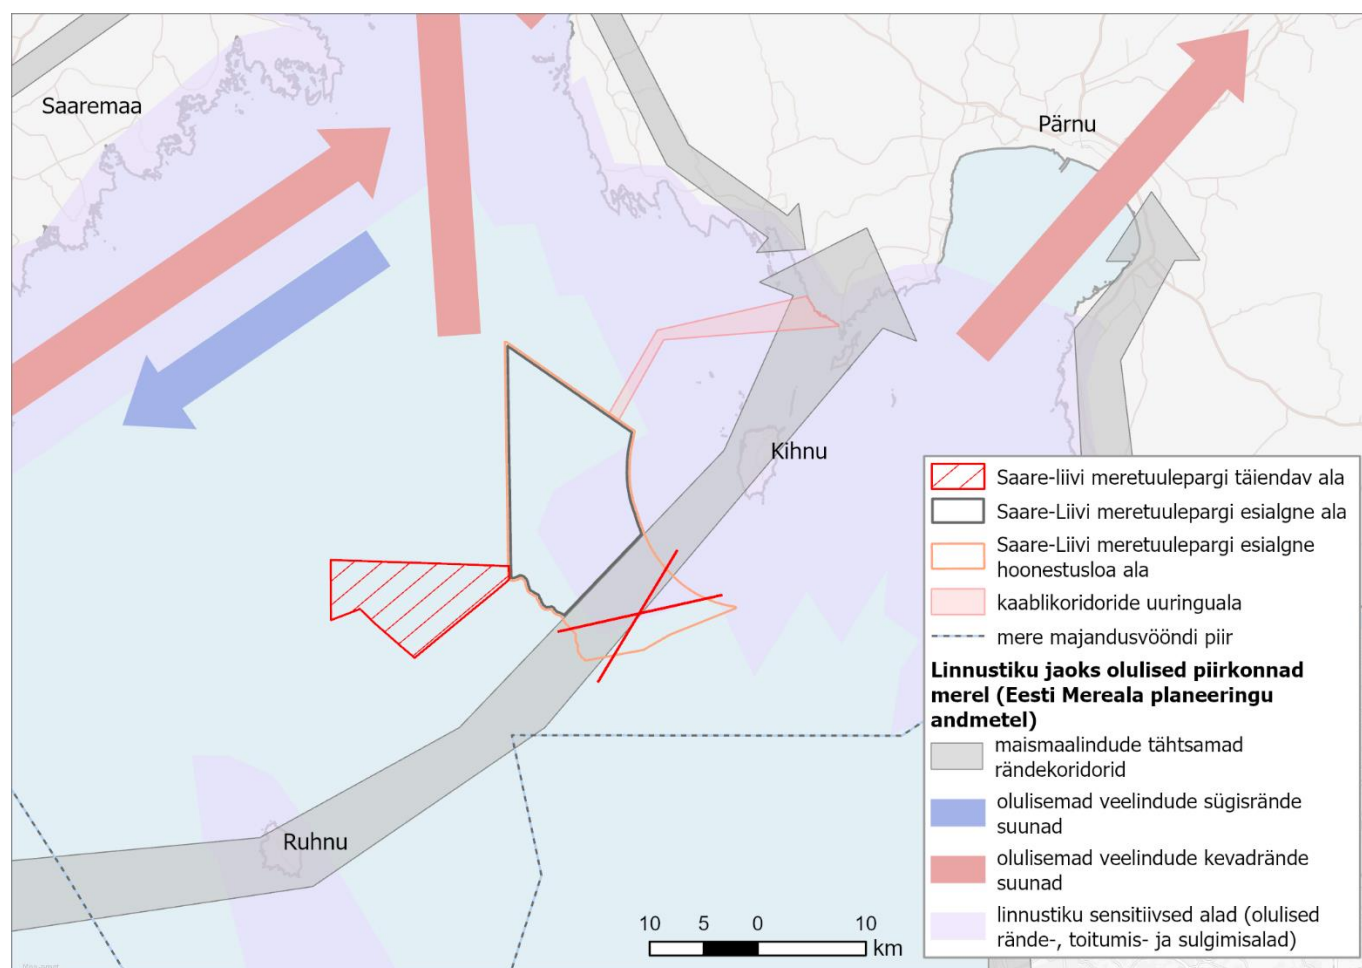 Saaremaa
Pärnu
Kihnu
Ruhnu
Saare-liivi meretuulepargi täiendav ala
Saare-Liivi meretuulepargi esialgne ala
Saare-Liivi meretuulepargi esialgne
hoonestusloa ala
kaablikoridoride uuringuala
mere majandusvööndi piir
Linnustiku jaoks olulised piirkonnad
merel (Eesti Mereala planeeringu
andmetel)
maismaalindude tähtsamad
rändekoridorid
olulisemad veelindude sügisrände
suunad
olulisemad veelindude kevadrände
suunad
linnustiku sensitiivsed alad (olulised
rände-, toitumis- ja sulgimisalad)
10 5 0 10
km